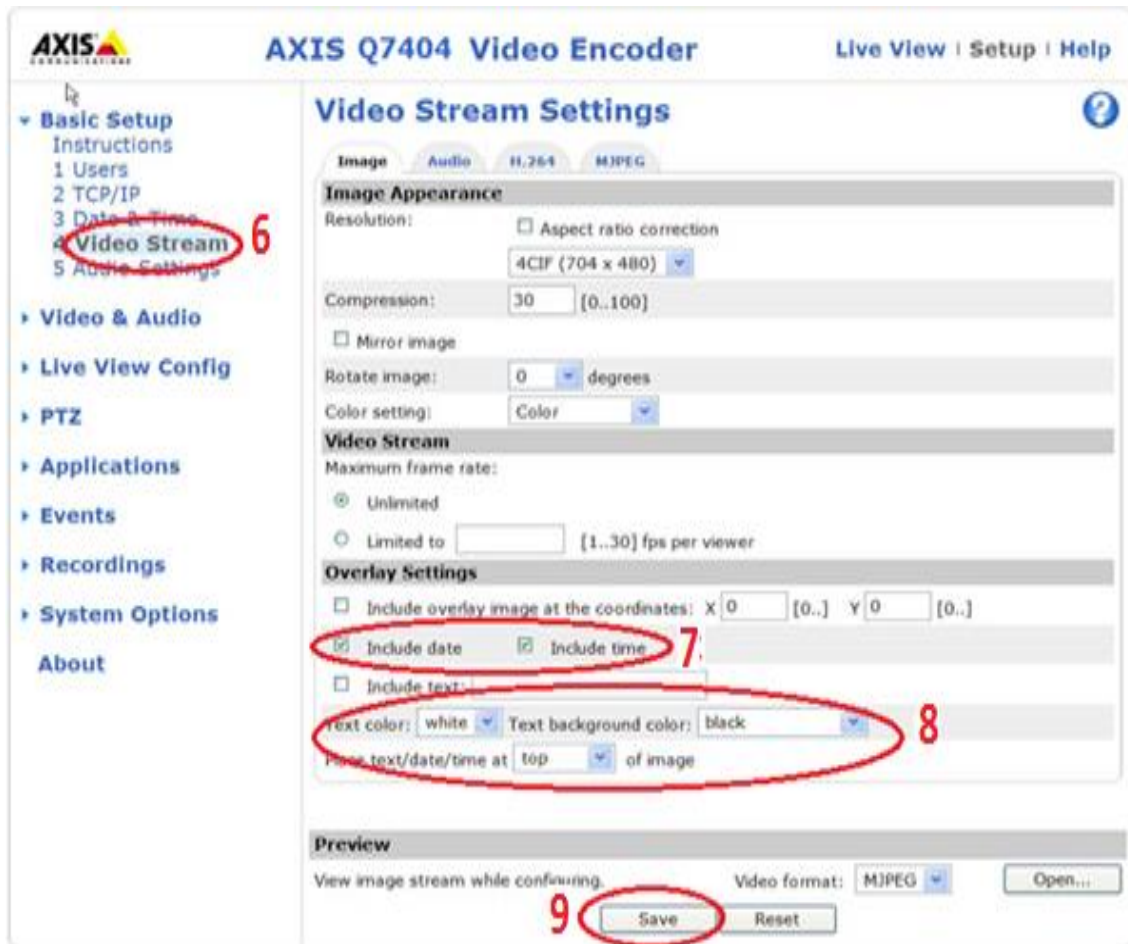 AXIS
COMMUNICATIONS
AXIS Q7404 Video Encoder
Live View | Setup | Help
Basic Setup
Instructions
1 Users
2 TCP/IP
3 Date & Time
4 Video Stream 6
5 Audio Settings
Video & Audio
Live View Config
PTZ
Applications
Events
Recordings
System Options
About
Video Stream Settings ?
Image Audio H.264 MJPEG
Image Appearance
Resolution: Aspect ratio correction
4CIF (704 x 480)
Compression: 30 [0..100]
Mirror image
Rotate image: 0 degrees
Color setting: Color
Video Stream
Maximum frame rate:
Unlimited
Limited to [1..30] fps per viewer
Overlay Settings
Include overlay image at the coordinates: X 0 [0..] Y 0 [0..]
Include date Include time 7
Include text:
Text color: white Text background color: black 8
Place text/date/time at top of image
Preview
View image stream while configuring. Video format: MJPEG Open...
9 Save Reset